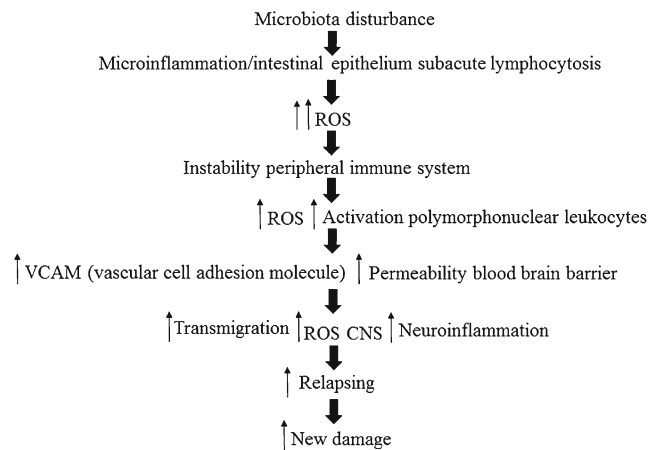 Microbiota disturbance
Microinflammation/intestinal epithelium subacute lymphocytosis
↑↑ROS
Instability peripheral immune system
↑ROS ↑Activation polymorphonuclear leukocytes
↑VCAM (vascular cell adhesion molecule) ↑Permeability blood brain barrier
↑Transmigration ↑ROS CNS ↑Neuroinflammation
↑Relapsing
↑New damage